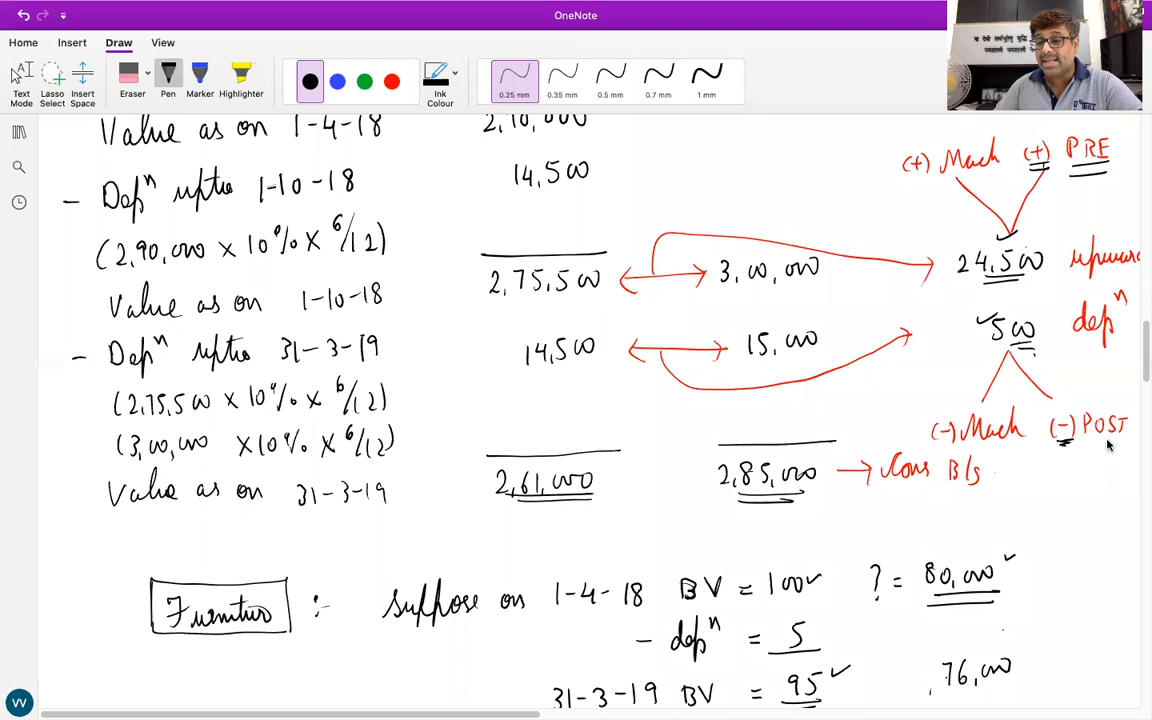 OneNote
Home Insert Draw View
Text Mode
Lasso Select
Insert Space
Eraser
Pen
Marker
Highlighter
Ink Colour
0.25 mm 0.35 mm 0.5 mm 0.7 mm 1 mm
Value as on 1-4-18 2,90,000
(+) Mach (+) PRE
- Depⁿ upto 1-10-18 14,500
(2,90,000 x 10% x 6/12)
24,500 upward
Value as on 1-10-18 2,75,500 3,00,000
- Depⁿ upto 31-3-19 14,500 15,000 500 depⁿ
(2,75,500 x 10% x 6/12)
(3,00,000 x 10% x 6/12) (-) Mach (-) POST
Value as on 31-3-19 2,61,000 2,85,000 → Cons B/s
Furniture :- Suppose on 1-4-18 BV = 100 ? = 80,000
- depⁿ = 5
31-3-19 BV = 95 76,000
VV